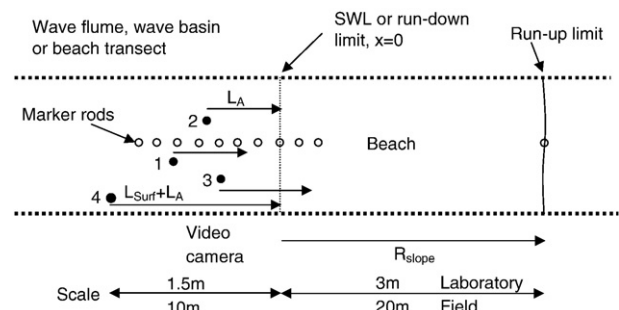 Wave flume, wave basin
or beach transect
SWL or run-down
limit, x=0
Run-up limit
Marker rods
L_A
2
1
3
4
L_Surf+L_A
Beach
Video
camera
R_slope
Scale
1.5m
3m Laboratory
10m
20m Field